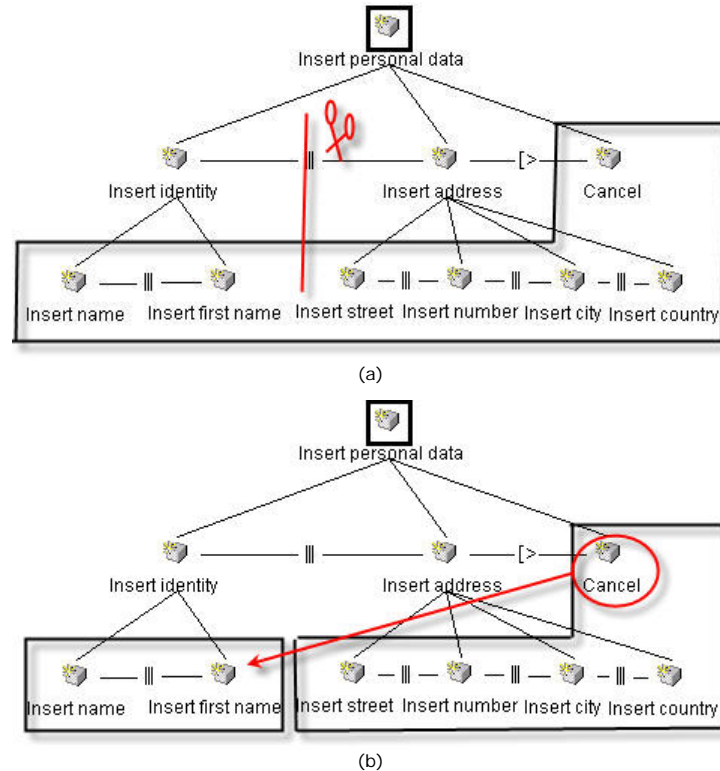 Insert personal data
||| [>
Insert identity Insert address Cancel
||| ||| ||| |||
Insert name Insert first name Insert street Insert number Insert city Insert country
(a)
Insert personal data
||| [>
Insert identity Insert address Cancel
||| ||| ||| |||
Insert name Insert first name Insert street Insert number Insert city Insert country
(b)